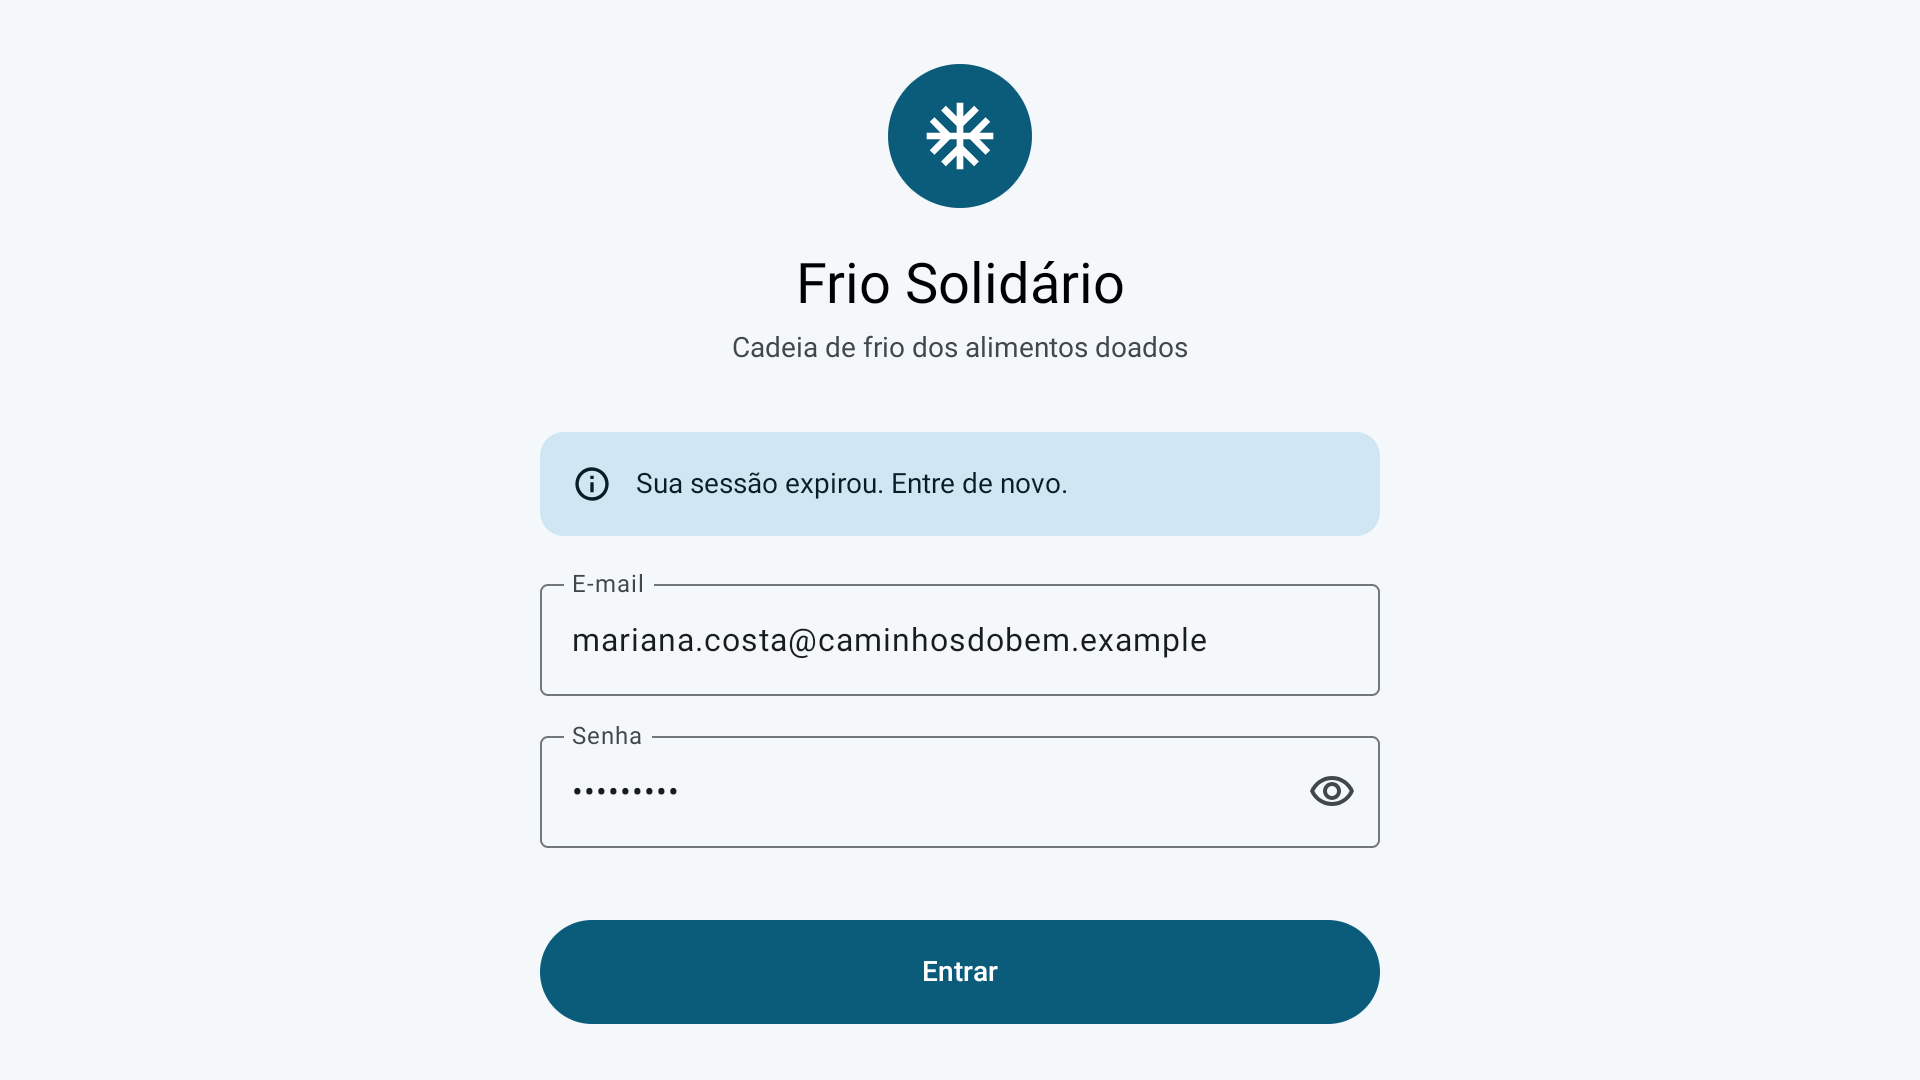 Frio Solidário
Cadeia de frio dos alimentos doados
Sua sessão expirou. Entre de novo.
E-mail
mariana.costa@caminhosdobem.example
Senha
•••••••••
Entrar